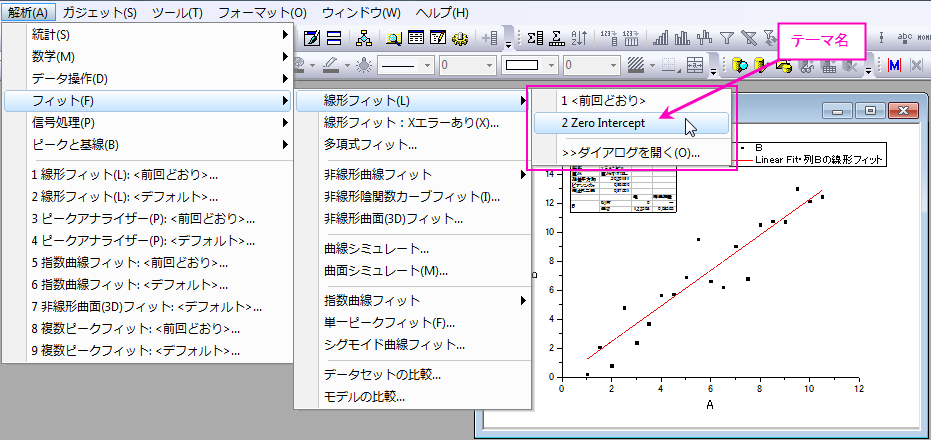 解析(A) ガジェット(S) ツール(T) フォーマット(O) ウィンドウ(W) ヘルプ(H)
統計(S)
数学(M)
データ操作(D)
フィット(F)
信号処理(P)
ピークと基線(B)
1 線形フィット(L): <前回どおり>...
2 線形フィット(L): <デフォルト>...
3 ピークアナライザー(P): <前回どおり>...
4 ピークアナライザー(P): <デフォルト>...
5 指数曲線フィット: <前回どおり>...
6 指数曲線フィット: <デフォルト>...
7 非線形曲面(3D)フィット: <デフォルト>...
8 複数ピークフィット: <前回どおり>...
9 複数ピークフィット: <デフォルト>...
線形フィット(L)
線形フィット：Xエラーあり(X)...
多項式フィット...
非線形曲線フィット
非線形陰関数カーブフィット(I)...
非線形曲面(3D)フィット...
曲線シミュレート...
曲面シミュレート(M)...
指数曲線フィット
単一ピークフィット(F)...
シグモイド曲線フィット...
データセットの比較...
モデルの比較...
1 <前回どおり>
2 Zero Intercept
>>ダイアログを開く(O)...
テーマ名
0
0
B
Linear Fit・列Bの線形フィット
14
12
10
8
6
4
2
0
0 2 4 6 8 10 12
A